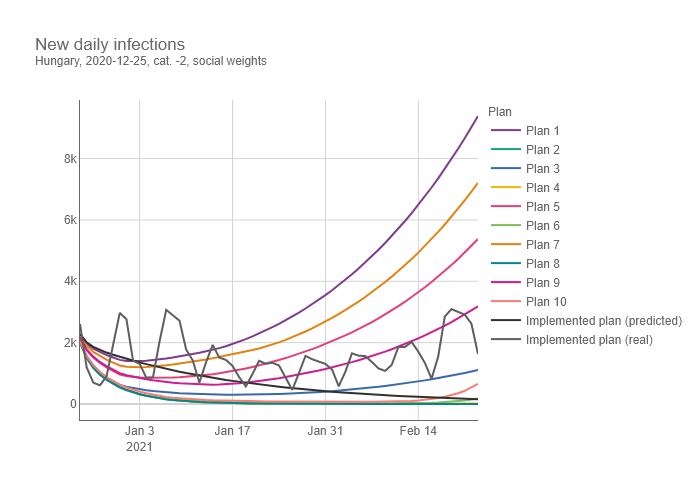 New daily infections
Hungary, 2020-12-25, cat. -2, social weights
Plan
Plan 1
Plan 2
Plan 3
Plan 4
Plan 5
Plan 6
Plan 7
Plan 8
Plan 9
Plan 10
Implemented plan (predicted)
Implemented plan (real)
8k
6k
4k
2k
0
Jan 3 Jan 17 Jan 31 Feb 14
2021